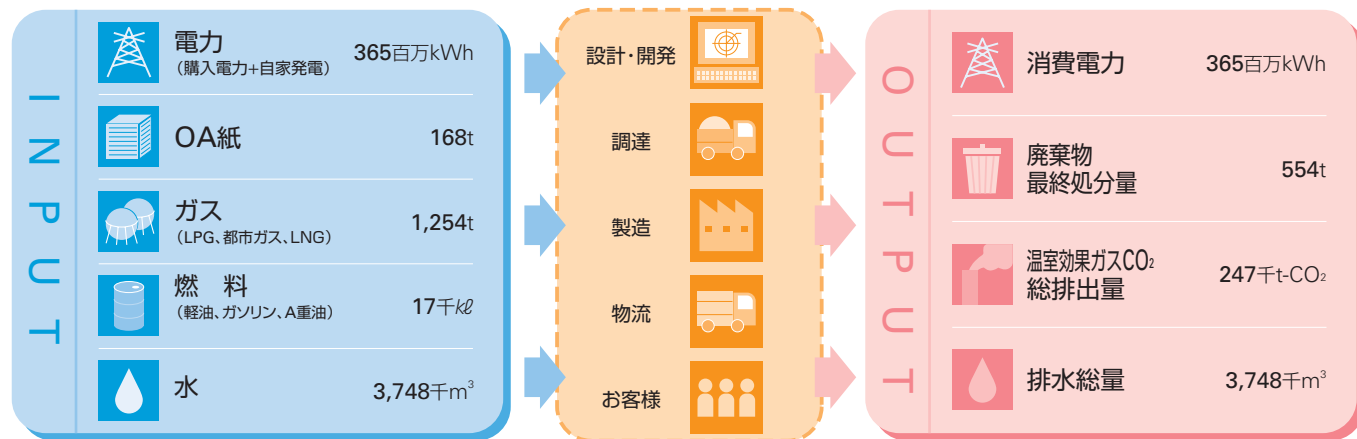 INPUT
電力
(購入電力+自家発電)
365百万kWh
OA紙
168t
ガス
(LPG、都市ガス、LNG)
1,254t
燃　料
(軽油、ガソリン、A重油)
17千kℓ
水
3,748千m³
設計・開発
調達
製造
物流
お客様
OUTPUT
消費電力
365百万kWh
廃棄物
最終処分量
554t
温室効果ガスCO₂
総排出量
247千t-CO₂
排水総量
3,748千m³